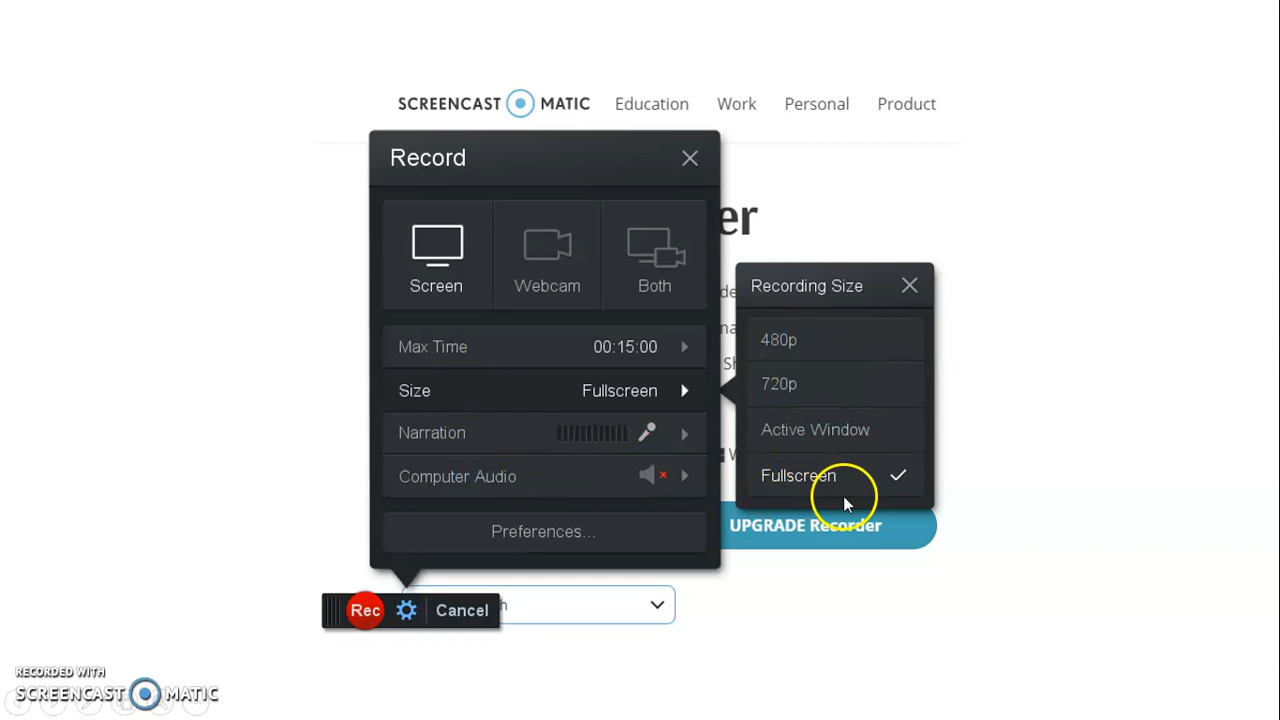 SCREENCAST MATIC Education Work Personal Product
Record
er
Screen Webcam Both
Recording Size
480p
Max Time 00:15:00
720p
Size Fullscreen
Narration
Active Window
Computer Audio
Fullscreen
UPGRADE Recorder
Preferences...
Rec Cancel h
RECORDED WITH
SCREENCAST MATIC